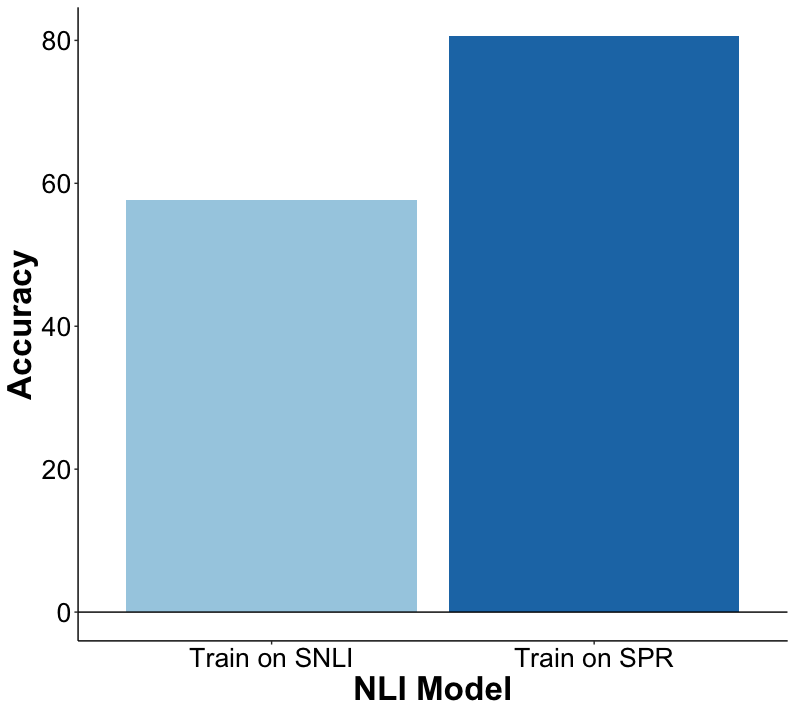 Accuracy
80
60
40
20
0
Train on SNLI
Train on SPR
NLI Model